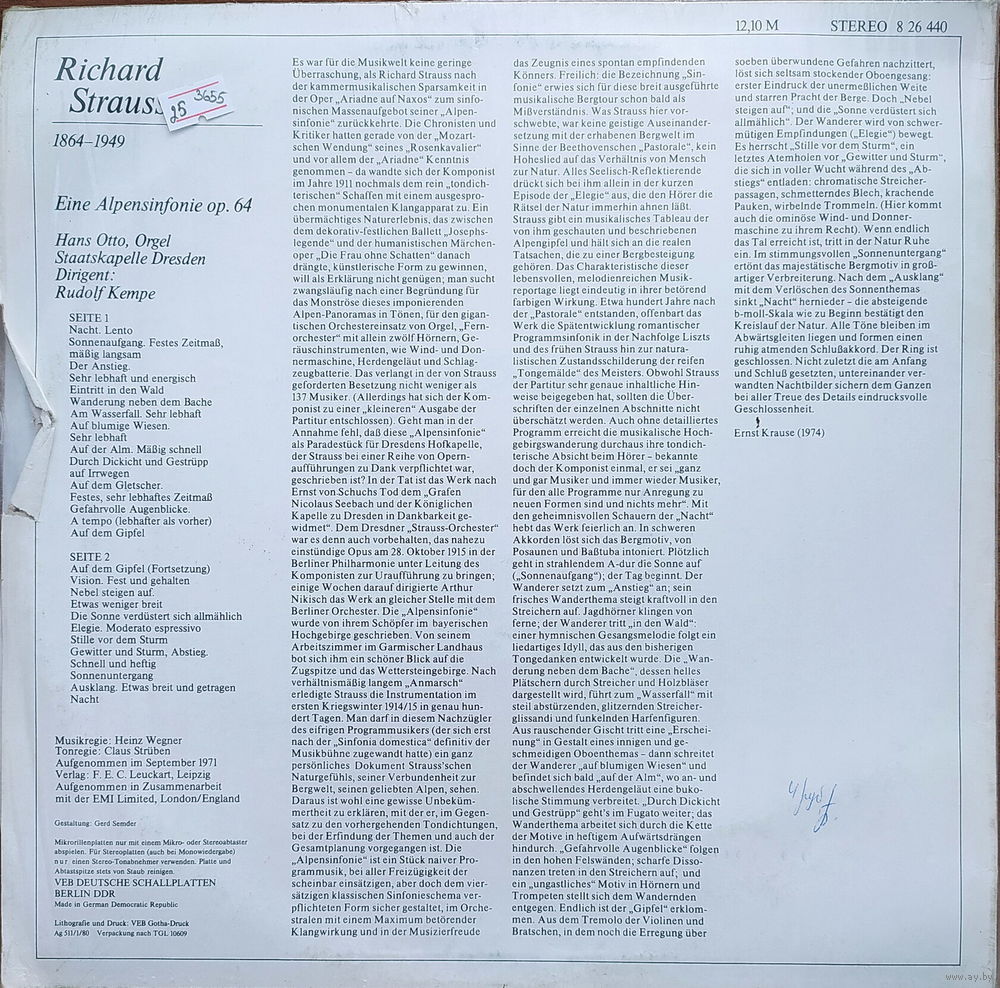 12,10 M STEREO 8 26 440
Richard
Strauss
25 3655
1864–1949
Eine Alpensinfonie op. 64
Hans Otto, Orgel
Staatskapelle Dresden
Dirigent:
Rudolf Kempe
SEITE 1
Nacht. Lento
Sonnenaufgang. Festes Zeitmaß,
mäßig langsam
Der Anstieg.
Sehr lebhaft und energisch
Eintritt in den Wald
Wanderung neben dem Bache
Am Wasserfall. Sehr lebhaft
Auf blumige Wiesen.
Sehr lebhaft
Auf der Alm. Mäßig schnell
Durch Dickicht und Gestrüpp
auf Irrwegen
Auf dem Gletscher.
Festes, sehr lebhaftes Zeitmaß
Gefahrvolle Augenblicke.
A tempo (lebhafter als vorher)
Auf dem Gipfel
SEITE 2
Auf dem Gipfel (Fortsetzung)
Vision. Fest und gehalten
Nebel steigen auf.
Etwas weniger breit
Die Sonne verdüstert sich allmählich
Elegie. Moderato espressivo
Stille vor dem Sturm
Gewitter und Sturm, Abstieg.
Schnell und heftig
Sonnenuntergang
Ausklang. Etwas breit und getragen
Nacht
Musikregie: Heinz Wegner
Tonregie: Claus Strüben
Aufgenommen im September 1971
Verlag: F. E. C. Leuckart, Leipzig
Aufgenommen in Zusammenarbeit
mit der EMI Limited, London/England
Gestaltung: Gerd Semder
Mikrorillenplatten nur mit einem Mikro- oder Stereoabtaster
abspielen. Für Stereoplatten (auch bei Monowiedergabe)
nur einen Stereo-Tonabnehmer verwenden. Platte und
Abtastspitze stets von Staub reinigen.
VEB DEUTSCHE SCHALLPLATTEN
BERLIN DDR
Made in German Democratic Republic
Lithografie und Druck: VEB Gotha-Druck
Ag 511/1/80 Verpackung nach TGL 10609
Es war für die Musikwelt keine geringe
Überraschung, als Richard Strauss nach
der kammermusikalischen Sparsamkeit in
der Oper „Ariadne auf Naxos“ zum sinfo-
nischen Massenaufgebot seiner „Alpen-
sinfonie“ zurückkehrte. Die Chronisten und
Kritiker hatten gerade von der „Mozart-
schen Wendung“ seines „Rosenkavalier“
und vor allem der „Ariadne“ Kenntnis
genommen – da wandte sich der Komponist
im Jahre 1911 nochmals dem rein „tondich-
terischen“ Schaffen mit einem ausgespro-
chen monumentalen Klangapparat zu. Ein
übermächtiges Naturerlebnis, das zwischen
dem dekorativ-festlichen Ballett „Josephs-
legende“ und der humanistischen Märchen-
oper „Die Frau ohne Schatten“ danach
drängte, künstlerische Form zu gewinnen,
will als Erklärung nicht genügen; man sucht
zwangsläufig nach einer Begründung für
das Monströse dieses imponierenden
Alpen-Panoramas in Tönen, für den gigan-
tischen Orchestereinsatz von Orgel, „Fern-
orchester“ mit allein zwölf Hörnern, Ge-
räuschinstrumenten, wie Wind- und Don-
nermaschine, Herdengeläut und Schlag-
zeugbatterie. Das verlangt in der von Strauss
geforderten Besetzung nicht weniger als
137 Musiker. (Allerdings hat sich der Kom-
ponist zu einer „kleineren“ Ausgabe der
Partitur entschlossen). Geht man in der
Annahme fehl, daß diese „Alpensinfonie“
als Paradestück für Dresdens Hofkapelle,
der Strauss bei einer Reihe von Opern-
aufführungen zu Dank verpflichtet war,
geschrieben ist? In der Tat ist das Werk nach
Ernst von Schuchs Tod dem „Grafen
Nicolaus Seebach und der Königlichen
Kapelle zu Dresden in Dankbarkeit ge-
widmet“. Dem Dresdner „Strauss-Orchester“
war es denn auch vorbehalten, das nahezu
einstündige Opus am 28. Oktober 1915 in der
Berliner Philharmonie unter Leitung des
Komponisten zur Uraufführung zu bringen;
einige Wochen darauf dirigierte Arthur
Nikisch das Werk an gleicher Stelle mit dem
Berliner Orchester. Die „Alpensinfonie“
wurde von ihrem Schöpfer im bayerischen
Hochgebirge geschrieben. Von seinem
Arbeitszimmer im Garmischer Landhaus
bot sich ihm ein schöner Blick auf die
Zugspitze und das Wettersteingebirge. Nach
verhältnismäßig langem „Anmarsch“
erledigte Strauss die Instrumentation im
ersten Kriegswinter 1914/15 in genau hun-
dert Tagen. Man darf in diesem Nachzügler
des eifrigen Programmusikers (der sich erst
nach der „Sinfonia domestica“ definitiv der
Musikbühne zugewandt hatte) ein ganz
persönliches Dokument Strauss'schen
Naturgefühls, seiner Verbundenheit zur
Bergwelt, seinen geliebten Alpen, sehen.
Daraus ist wohl eine gewisse Unbeküm-
mertheit zu erklären, mit der er, im Gegen-
satz zu den vorhergehenden Tondichtungen,
bei der Erfindung der Themen und auch der
Gesamtplanung vorgegangen ist. Die
„Alpensinfonie“ ist ein Stück naiver Pro-
grammusik, bei aller Freizügigkeit der
scheinbar einsätzigen, aber doch dem vier-
sätzigen klassischen Sinfonieschema ver-
pflichteten Form sicher gestaltet, im Orche-
stralen mit einem Maximum betörender
Klangwirkung und in der Musizierfreude
das Zeugnis eines spontan empfindenden
Könners. Freilich: die Bezeichnung „Sin-
fonie“ erwies sich für diese breit ausgeführte
musikalische Bergtour schon bald als
Mißverständnis. Was Strauss hier vor-
schwebte, war keine geistige Auseinander-
setzung mit der erhabenen Bergwelt im
Sinne der Beethovenschen „Pastorale“, kein
Hoheslied auf das Verhältnis von Mensch
zur Natur. Alles Seelisch-Reflektierende
drückt sich bei ihm allein in der kurzen
Episode der „Elegie“ aus, die den Hörer die
Rätsel der Natur immerhin ahnen läßt.
Strauss gibt ein musikalisches Tableau der
von ihm geschauten und beschriebenen
Alpengipfel und hält sich an die realen
Tatsachen, die zu einer Bergbesteigung
gehören. Das Charakteristische dieser
lebensvollen, melodienreichen Musik-
reportage liegt eindeutig in ihrer betörend
farbigen Wirkung. Etwa hundert Jahre nach
der „Pastorale“ entstanden, offenbart das
Werk die Spätentwicklung romantischer
Programmsinfonik in der Nachfolge Liszts
und des frühen Strauss hin zur natura-
listischen Zustandsschilderung der reifen
„Tongemälde“ des Meisters. Obwohl Strauss
der Partitur sehr genaue inhaltliche Hin-
weise beigegeben hat, sollten die Über-
schriften der einzelnen Abschnitte nicht
überschätzt werden. Auch ohne detailliertes
Programm erreicht die musikalische Hoch-
gebirgswanderung durchaus ihre tondich-
terische Absicht beim Hörer – bekannte
doch der Komponist einmal, er sei „ganz
und gar Musiker und immer wieder Musiker,
für den alle Programme nur Anregung zu
neuen Formen sind und nichts mehr“. Mit
den geheimnisvollen Schauern der „Nacht“
hebt das Werk feierlich an. In schweren
Akkorden löst sich das Bergmotiv, von
Posaunen und Baßtuba intoniert. Plötzlich
geht in strahlendem A-dur die Sonne auf
(„Sonnenaufgang“); der Tag beginnt. Der
Wanderer setzt zum „Anstieg“ an; sein
frisches Wanderthema steigt kraftvoll in den
Streichern auf. Jagdhörner klingen von
ferne; der Wanderer tritt „in den Wald“:
einer hymnischen Gesangsmelodie folgt ein
liedartiges Idyll, das aus den bisherigen
Tongedanken entwickelt wurde. Die „Wan-
derung neben dem Bache“, dessen helles
Plätschern durch Streicher und Holzbläser
dargestellt wird, führt zum „Wasserfall“ mit
steil abstürzenden, glitzernden Streicher-
glissandi und funkelnden Harfenfiguren.
Aus rauschender Gischt tritt eine „Erschei-
nung“ in Gestalt eines innigen und ge-
schmeidigen Oboenthemas – dann schreitet
der Wanderer „auf blumigen Wiesen“ und
befindet sich bald „auf der Alm“, wo an- und
abschwellendes Herdengeläut eine buko-
lische Stimmung verbreitet. „Durch Dickicht
und Gestrüpp“ geht's im Fugato weiter; das
Wanderthema arbeitet sich durch die Kette
der Motive in heftigem Aufwärtsdrängen
hindurch. „Gefahrvolle Augenblicke“ folgen
in den hohen Felswänden; scharfe Disso-
nanzen treten in den Streichern auf; und
ein „ungastliches“ Motiv in Hörnern und
Trompeten stellt sich dem Wandernden
entgegen. Endlich ist der „Gipfel“ erklom-
men. Aus dem Tremolo der Violinen und
Bratschen, in dem noch die Erregung über
soeben überwundene Gefahren nachzittert,
löst sich seltsam stockender Oboengesang:
erster Eindruck der unermeßlichen Weite
und starren Pracht der Berge. Doch „Nebel
steigen auf“; und die „Sonne verdüstert sich
allmählich“. Der Wanderer wird von schwer-
mütigen Empfindungen („Elegie“) bewegt.
Es herrscht „Stille vor dem Sturm“, ein
letztes Atemholen vor „Gewitter und Sturm“,
die sich in voller Wucht während des „Ab-
stiegs“ entladen: chromatische Streicher-
passagen, schmetterndes Blech, krachende
Pauken, wirbelnde Trommeln. (Hier kommt
auch die ominöse Wind- und Donner-
maschine zu ihrem Recht). Wenn endlich
das Tal erreicht ist, tritt in der Natur Ruhe
ein. Im stimmungsvollen „Sonnenuntergang“
ertönt das majestätische Bergmotiv in groß-
artiger Verbreiterung. Nach dem „Ausklang“
mit dem Verlöschen des Sonnenthemas
sinkt „Nacht“ hernieder – die absteigende
b-moll-Skala wie zu Beginn bestätigt den
Kreislauf der Natur. Alle Töne bleiben im
Abwärtsgleiten liegen und formen einen
ruhig atmenden Schlußakkord. Der Ring ist
geschlossen. Nicht zuletzt die am Anfang
und Schluß gesetzten, untereinander ver-
wandten Nachtbilder sichern dem Ganzen
bei aller Treue des Details eindrucksvolle
Geschlossenheit.
Ernst Krause (1974)
www.ay.by